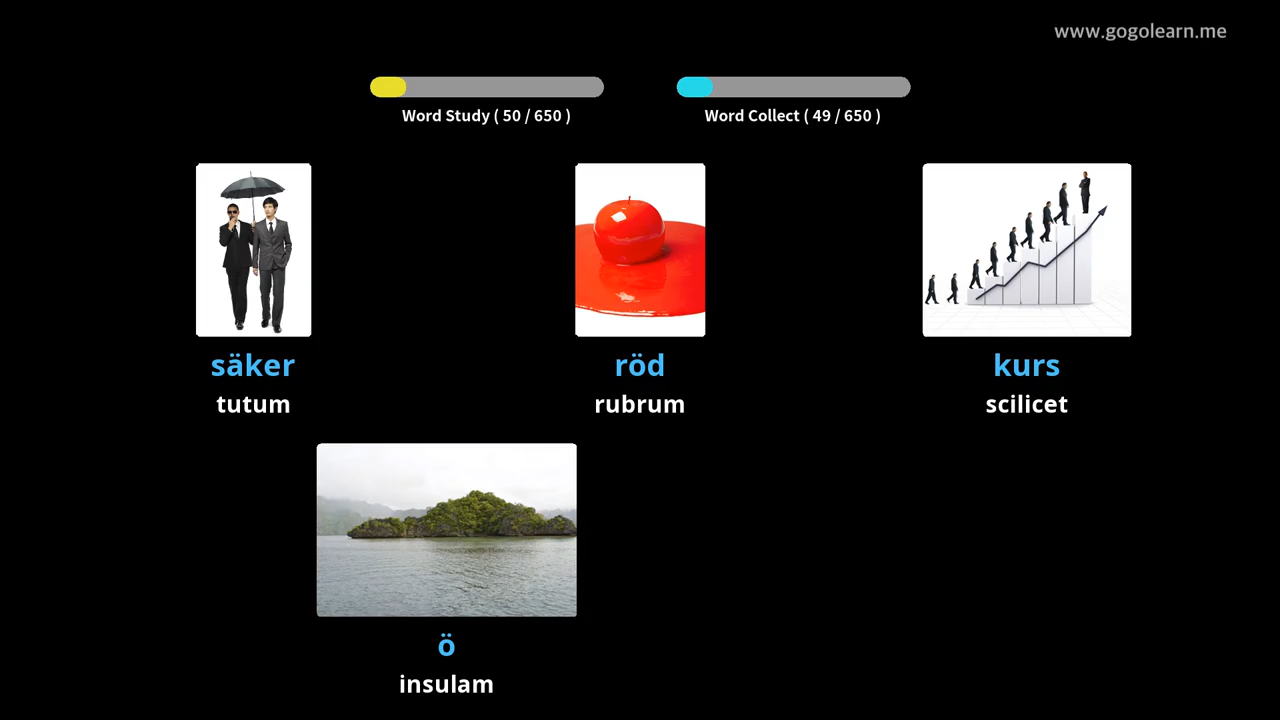 www.gogolearn.me
Word Study ( 50 / 650 )
Word Collect ( 49 / 650 )
säker
tutum
röd
rubrum
kurs
scilicet
ö
insulam